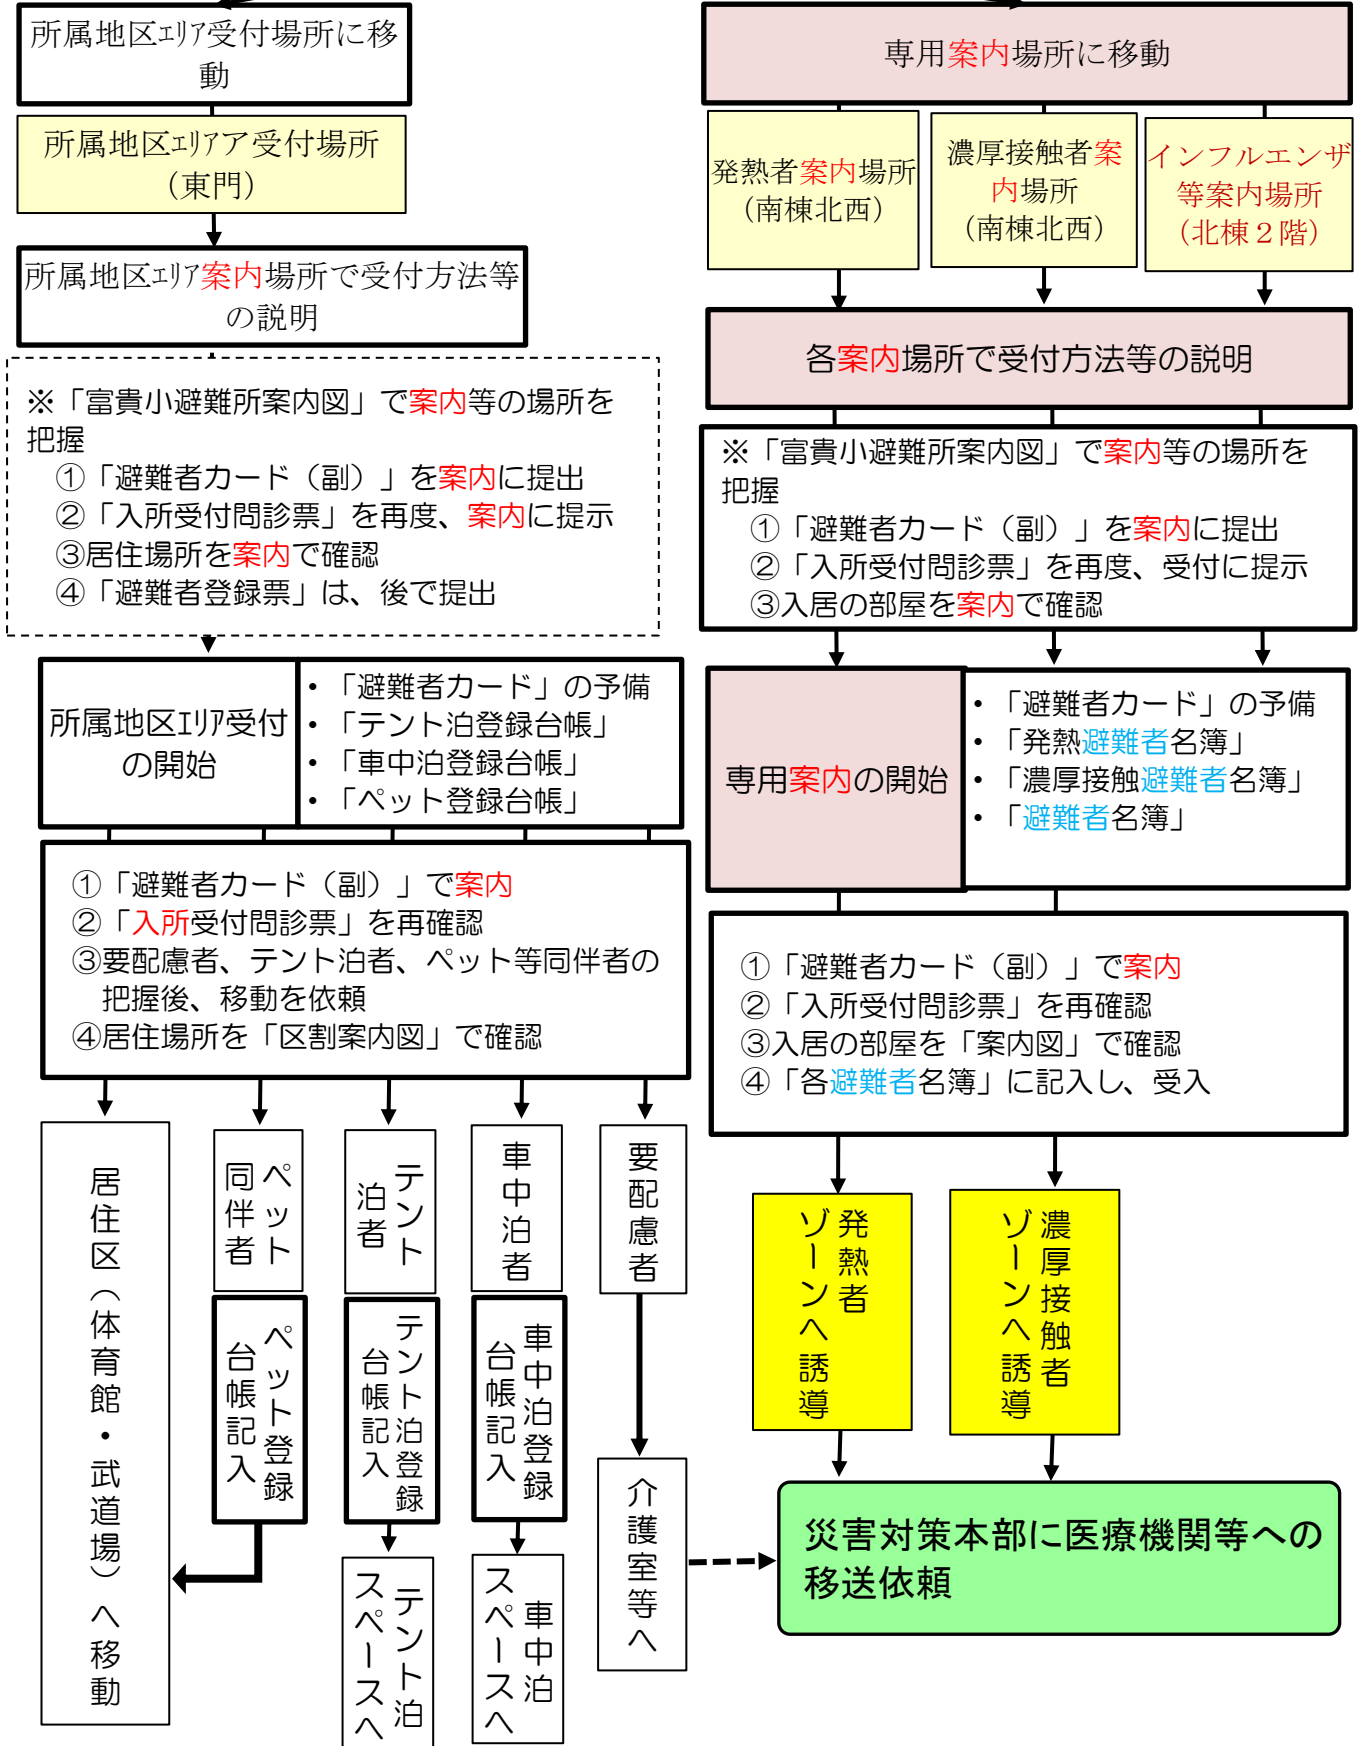 所属地区エリア受付場所に移
動
所属地区エリアア受付場所
（東門）
所属地区エリア案内場所で受付方法等
の説明
※「富貴小避難所案内図」で案内等の場所を
把握
①「避難者カード（副）」を案内に提出
②「入所受付問診票」を再度、案内に提示
③居住場所を案内で確認
④「避難者登録票」は、後で提出
所属地区エリア受付
の開始
・「避難者カード」の予備
・「テント泊登録台帳」
・「車中泊登録台帳」
・「ペット登録台帳」
①「避難者カード（副）」で案内
②「入所受付問診票」を再確認
③要配慮者、テント泊者、ペット等同伴者の
把握後、移動を依頼
④居住場所を「区割案内図」で確認
居住区（体育館・武道場）へ移動
ペット
同伴者
ペット登録
台帳記入
テント
泊者
テント泊登録
台帳記入
テント泊
スペースへ
車中泊者
車中泊登録
台帳記入
車中泊
スペースへ
要配慮者
介護室等へ
専用案内場所に移動
発熱者案内場所
（南棟北西）
濃厚接触者案
内場所
（南棟北西）
インフルエンザ
等案内場所
（北棟２階）
各案内場所で受付方法等の説明
※「富貴小避難所案内図」で案内等の場所を
把握
①「避難者カード（副）」を案内に提出
②「入所受付問診票」を再度、受付に提示
③入居の部屋を案内で確認
専用案内の開始
・「避難者カード」の予備
・「発熱避難者名簿」
・「濃厚接触避難者名簿」
・「避難者名簿」
①「避難者カード（副）」で案内
②「入所受付問診票」を再確認
③入居の部屋を「案内図」で確認
④「各避難者名簿」に記入し、受入
発熱者
ゾーンへ誘導
濃厚接触者
ゾーンへ誘導
災害対策本部に医療機関等への
移送依頼